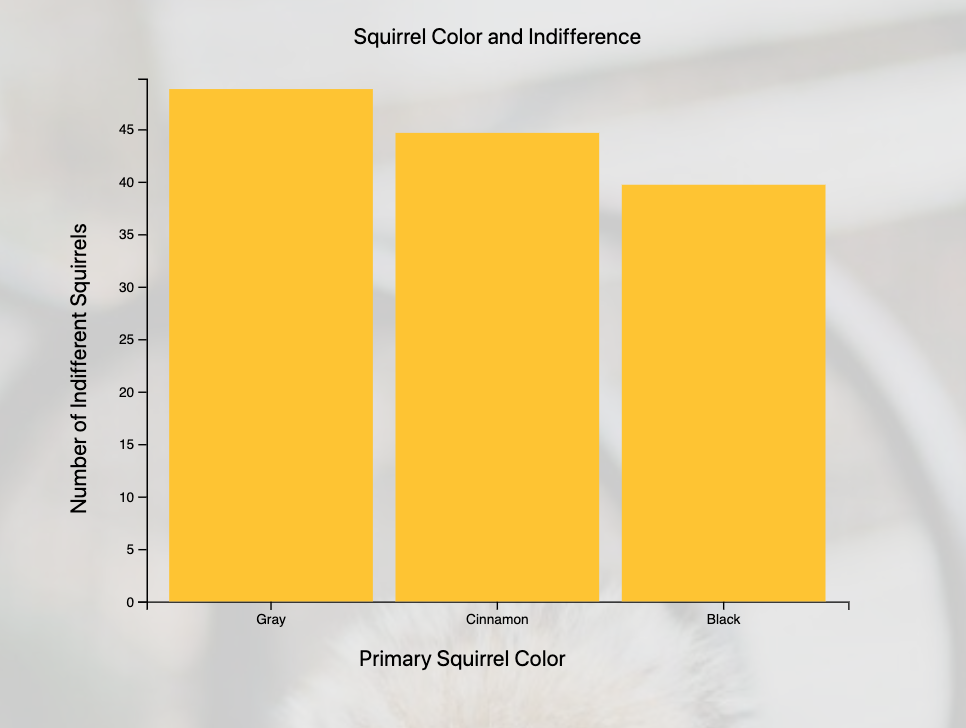 Squirrel Color and Indifference
45
40
35
30
25
20
15
10
5
0
Number of Indifferent Squirrels
Gray Cinnamon Black
Primary Squirrel Color